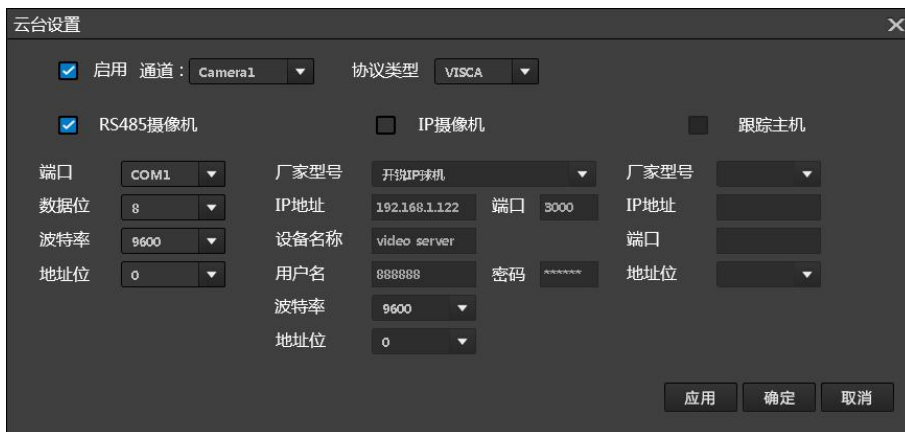 云台设置
启用 通道： Camera1 协议类型 VISCA
RS485摄像机 IP摄像机 跟踪主机
端口 COM1 厂家型号 开锐IP球机 厂家型号
数据位 8 IP地址 192.168.1.122 端口 3000 IP地址
波特率 9600 设备名称 video server 端口
地址位 0 用户名 888888 密码 ****** 地址位
波特率 9600
地址位 0
应用 确定 取消